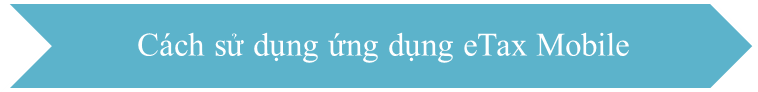 Cách sử dụng ứng dụng eTax Mobile